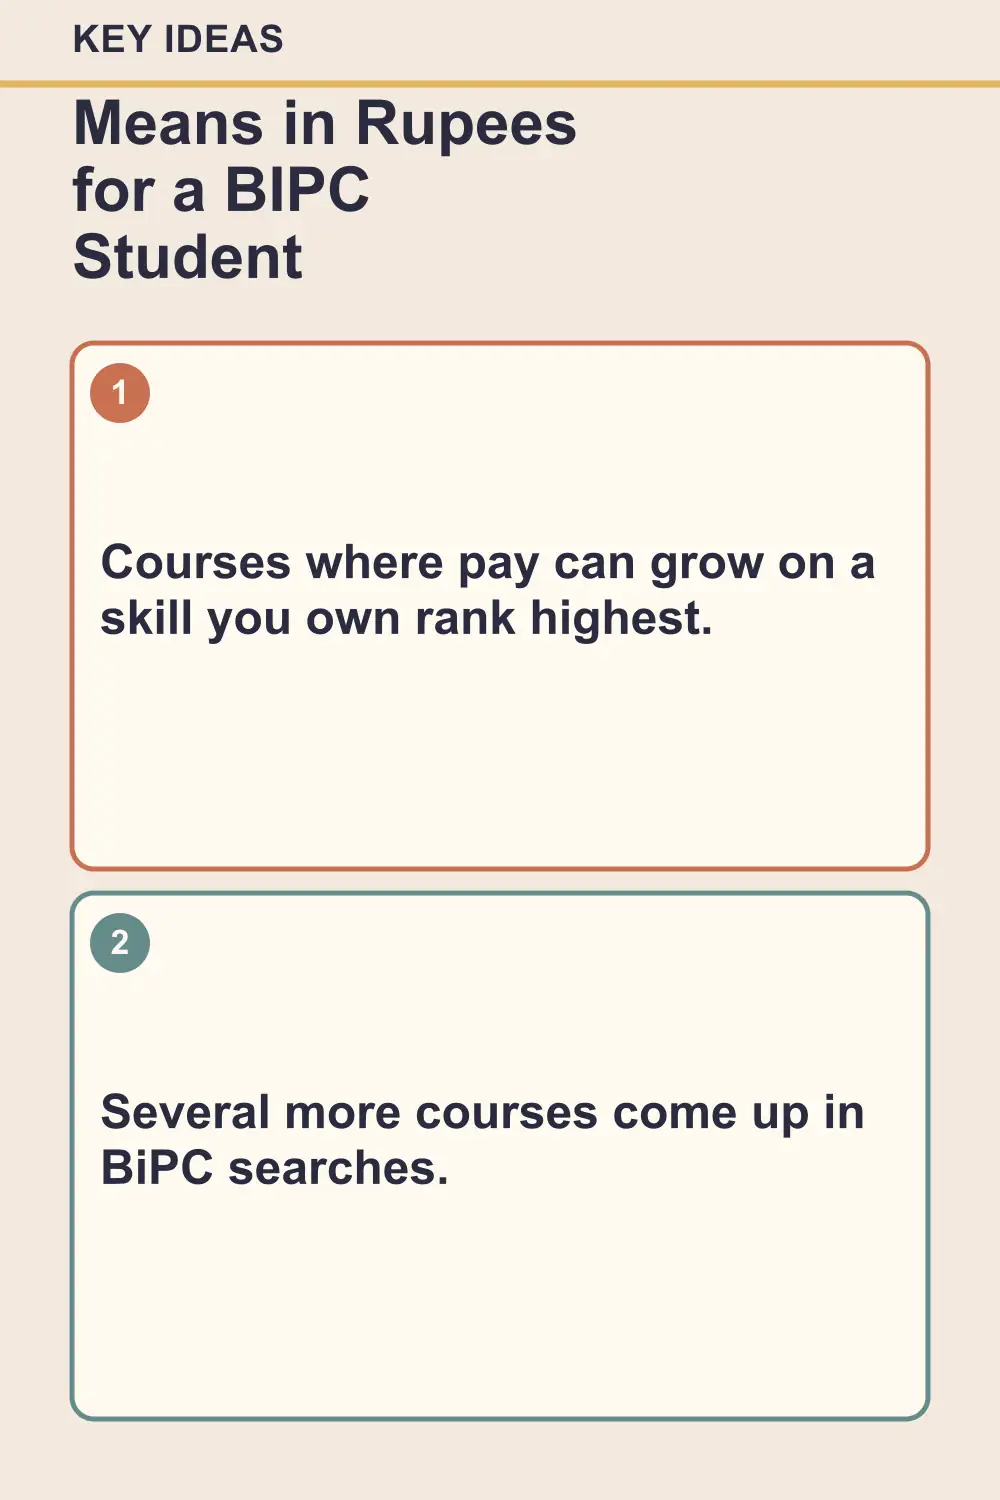 KEY IDEAS
Means in Rupees
for a BIPC
Student
1
Courses where pay can grow on a
skill you own rank highest.
2
Several more courses come up in
BiPC searches.